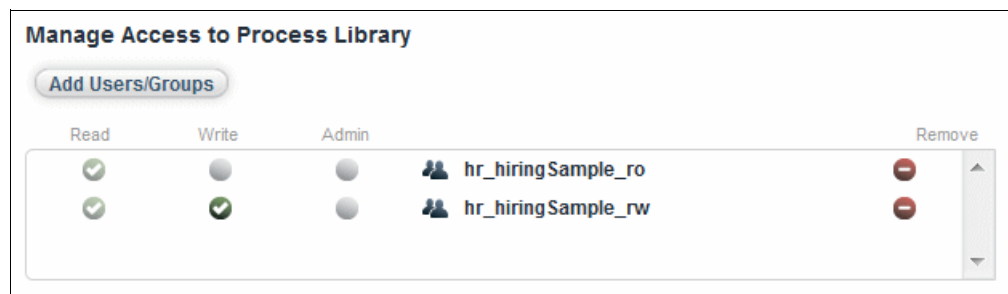 Manage Access to Process Library
Add Users/Groups
Read Write Admin Remove
hr_hiringSample_ro
hr_hiringSample_rw